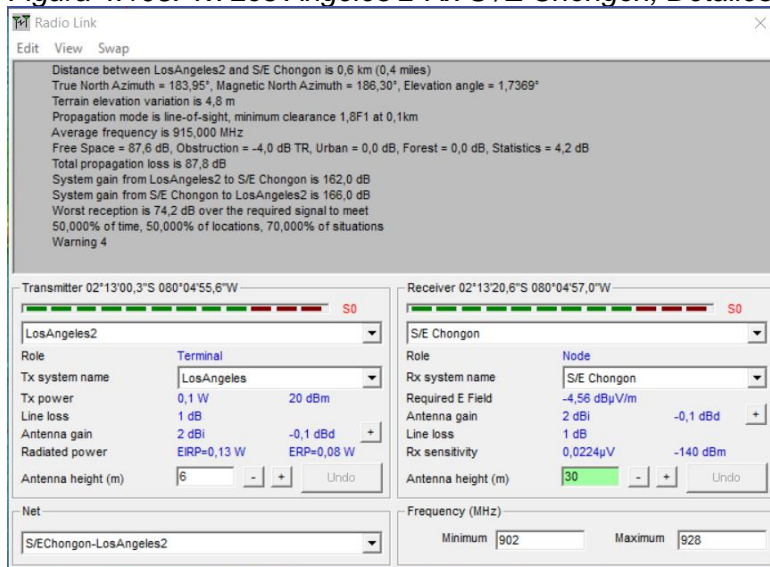 Radio Link
Edit View Swap
Distance between LosAngeles2 and S/E Chongon is 0,6 km (0,4 miles)
True North Azimuth = 183,95°, Magnetic North Azimuth = 186,30°, Elevation angle = 1,7369°
Terrain elevation variation is 4,8 m
Propagation mode is line-of-sight, minimum clearance 1,8F1 at 0,1km
Average frequency is 915,000 MHz
Free Space = 87,6 dB, Obstruction = -4,0 dB TR, Urban = 0,0 dB, Forest = 0,0 dB, Statistics = 4,2 dB
Total propagation loss is 87,8 dB
System gain from LosAngeles2 to S/E Chongon is 162,0 dB
System gain from S/E Chongon to LosAngeles2 is 166,0 dB
Worst reception is 74,2 dB over the required signal to meet
50,000% of time, 50,000% of locations, 70,000% of situations
Warning 4
Transmitter 02°13'00,3"S 080°04'55,6"W
S0
LosAngeles2
Role Terminal
Tx system name LosAngeles
Tx power 0,1 W 20 dBm
Line loss 1 dB
Antenna gain 2 dBi -0,1 dBd +
Radiated power EIRP=0,13 W ERP=0,08 W
Antenna height (m) 6 - + Undo
Net
S/EChongon-LosAngeles2
Receiver 02°13'20,6"S 080°04'57,0"W
S0
S/E Chongon
Role Node
Rx system name S/E Chongon
Required E Field -4,56 dBµV/m
Antenna gain 2 dBi -0,1 dBd +
Line loss 1 dB
Rx sensitivity 0,0224µV -140 dBm
Antenna height (m) 30 - + Undo
Frequency (MHz)
Minimum 902 Maximum 928